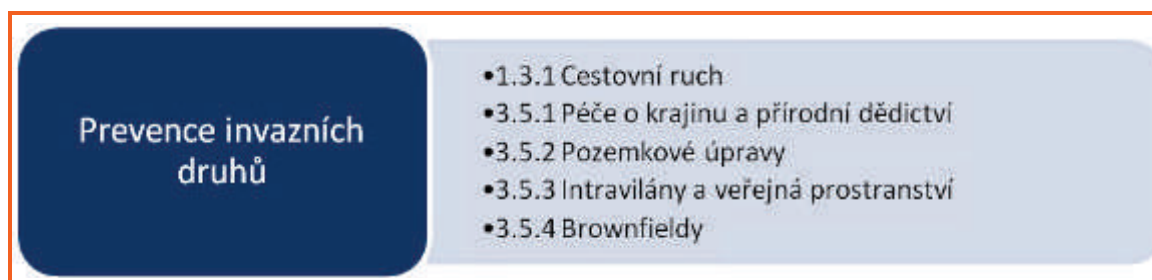 Prevence invazních
druhů
•1.3.1 Cestovní ruch
•3.5.1 Péče o krajinu a přírodní dědictví
•3.5.2 Pozemkové úpravy
•3.5.3 Intravilány a veřejná prostranství
•3.5.4 Brownfieldy